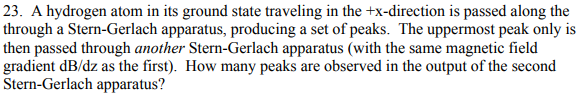 23. A hydrogen atom in its ground state traveling in the +x-direction is passed along the
through a Stern-Gerlach apparatus, producing a set of peaks. The uppermost peak only is
then passed through another Stern-Gerlach apparatus (with the same magnetic field
gradient dB/dz as the first). How many peaks are observed in the output of the second
Stern-Gerlach apparatus?